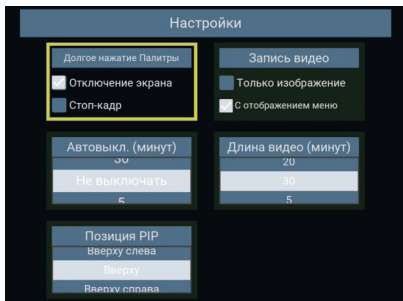 Настройки
Долгое нажатие Палитры
Отключение экрана
Стоп-кадр
Запись видео
Только изображение
С отображением меню
Автовыкл. (минут)
30
Не выключать
5
Длина видео (минут)
20
30
5
Позиция PIP
Вверху слева
Вверху
Вверху справа